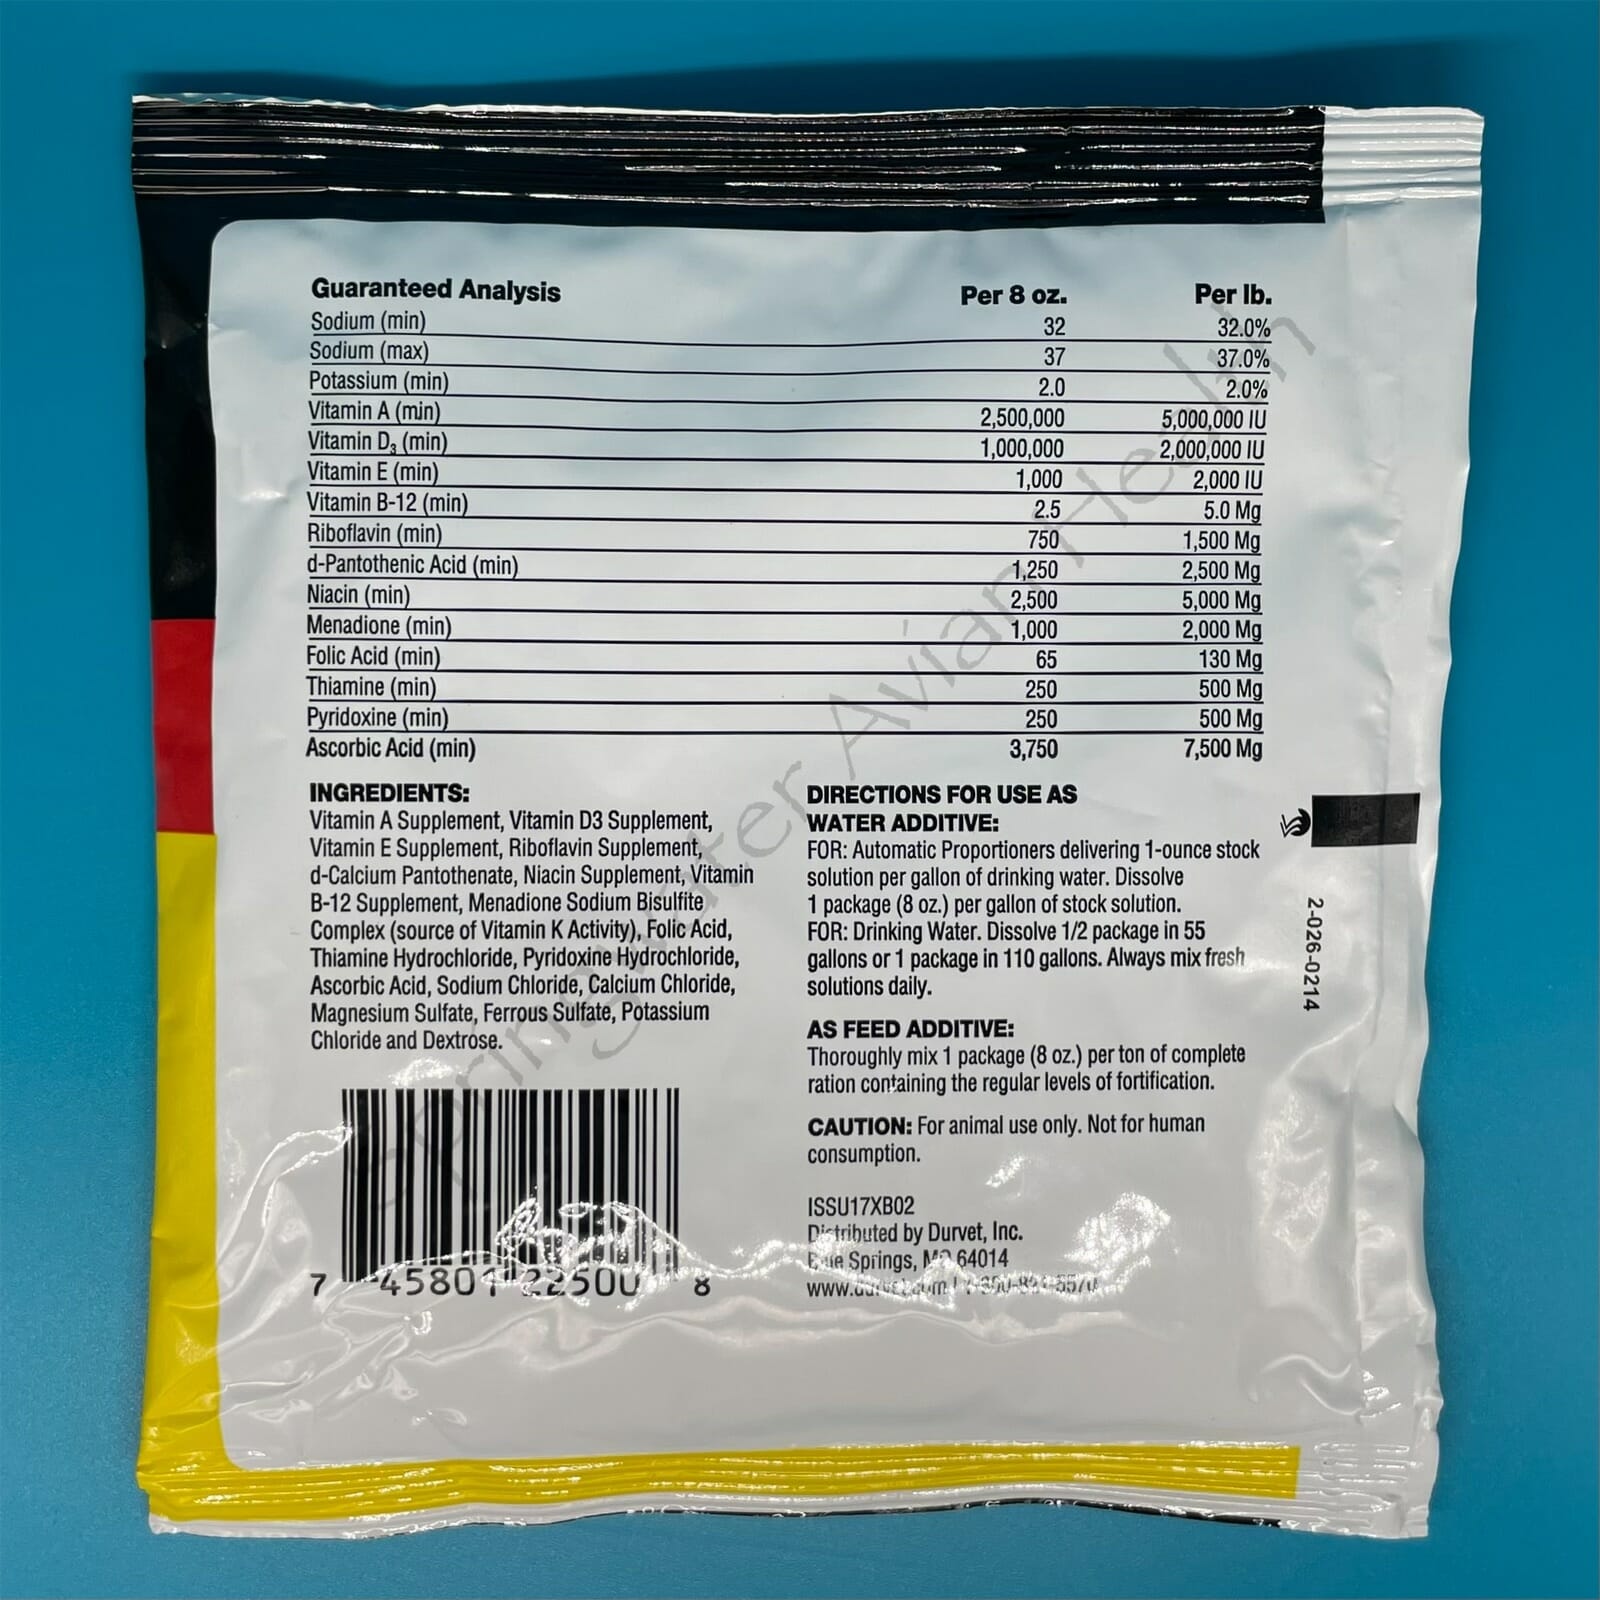 Guaranteed Analysis Per 8 oz. Per lb.
Sodium (min) 32 32.0%
Sodium (max) 37 37.0%
Potassium (min) 2.0 2.0%
Vitamin A (min) 2,500,000 5,000,000 IU
Vitamin D3 (min) 1,000,000 2,000,000 IU
Vitamin E (min) 1,000 2,000 IU
Vitamin B-12 (min) 2.5 5.0 Mg
Riboflavin (min) 750 1,500 Mg
d-Pantothenic Acid (min) 1,250 2,500 Mg
Niacin (min) 2,500 5,000 Mg
Menadione (min) 1,000 2,000 Mg
Folic Acid (min) 65 130 Mg
Thiamine (min) 250 500 Mg
Pyridoxine (min) 250 500 Mg
Ascorbic Acid (min) 3,750 7,500 Mg
INGREDIENTS:
Vitamin A Supplement, Vitamin D3 Supplement,
Vitamin E Supplement, Riboflavin Supplement,
d-Calcium Pantothenate, Niacin Supplement, Vitamin
B-12 Supplement, Menadione Sodium Bisulfite
Complex (source of Vitamin K Activity), Folic Acid,
Thiamine Hydrochloride, Pyridoxine Hydrochloride,
Ascorbic Acid, Sodium Chloride, Calcium Chloride,
Magnesium Sulfate, Ferrous Sulfate, Potassium
Chloride and Dextrose.
7 45801 22500 8
DIRECTIONS FOR USE AS
WATER ADDITIVE:
FOR: Automatic Proportioners delivering 1-ounce stock
solution per gallon of drinking water. Dissolve
1 package (8 oz.) per gallon of stock solution.
FOR: Drinking Water. Dissolve 1/2 package in 55
gallons or 1 package in 110 gallons. Always mix fresh
solutions daily.
AS FEED ADDITIVE:
Thoroughly mix 1 package (8 oz.) per ton of complete
ration containing the regular levels of fortification.
CAUTION: For animal use only. Not for human
consumption.
ISSU17XB02
Distributed by Durvet, Inc.
Blue Springs, MO 64014
2-026-0214
Springwater Avian Health